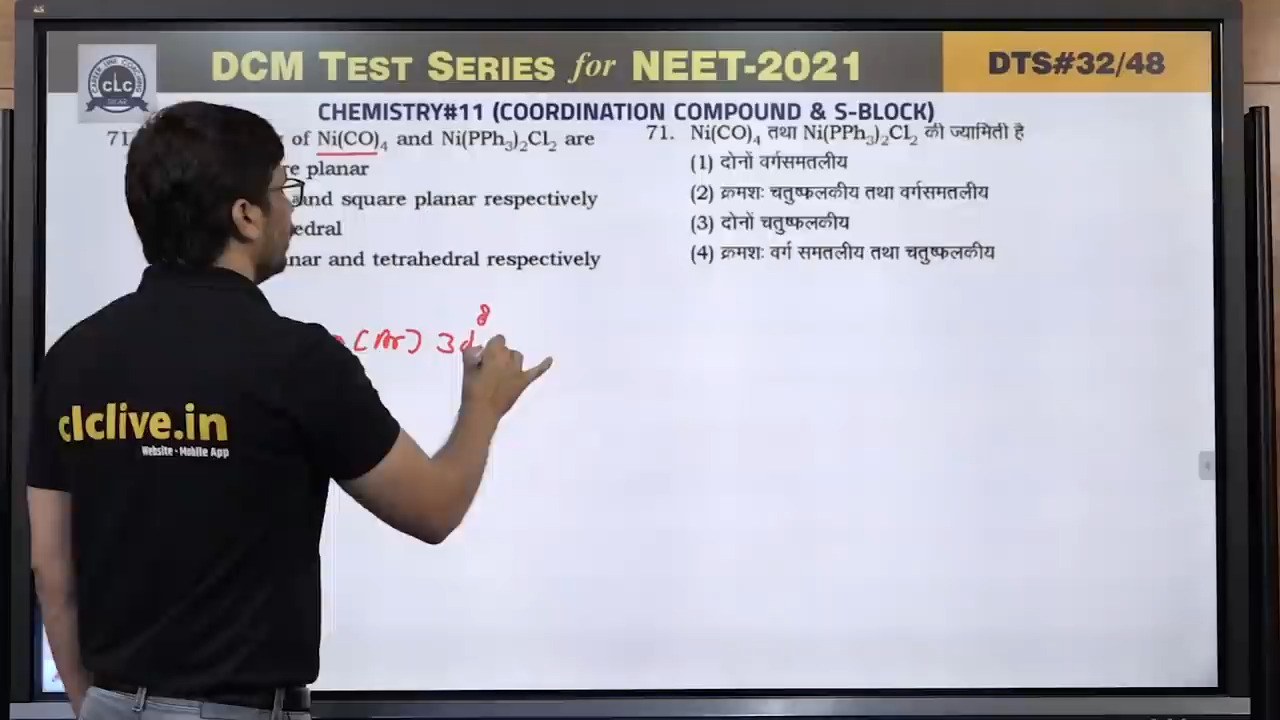 DCM TEST SERIES for NEET-2021
DTS#32/48
CLC
CHEMISTRY#11 (COORDINATION COMPOUND & S-BLOCK)
71
of Ni(CO)4 and Ni(PPh3)2Cl2 are
re planar
and square planar respectively
edral
nar and tetrahedral respectively
71. Ni(CO)4 तथा Ni(PPh3)2Cl2 की ज्यामिती है
(1) दोनों वर्गसमतलीय
(2) क्रमशः चतुष्फलकीय तथा वर्गसमतलीय
(3) दोनों चतुष्फलकीय
(4) क्रमशः वर्ग समतलीय तथा चतुष्फलकीय
(Ar) 3d8
clclive.in
Website - Mobile App